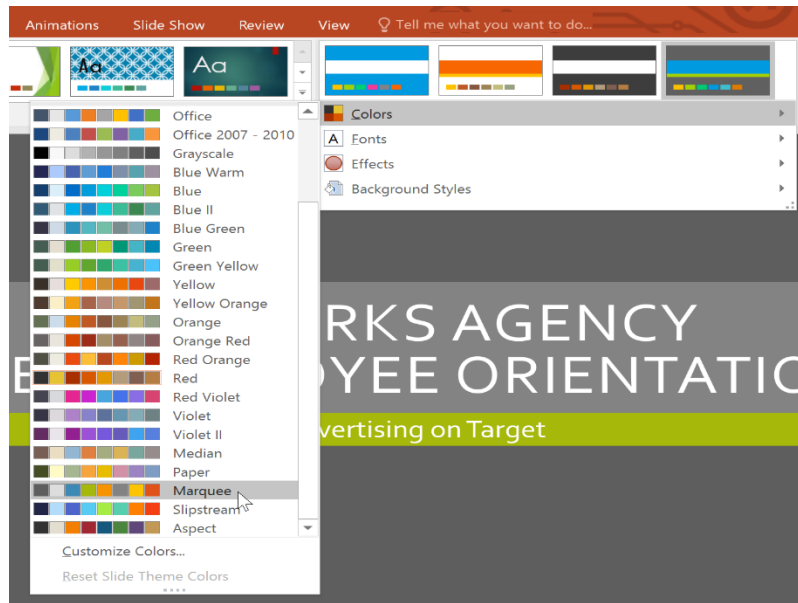 Animations Slide Show Review View Tell me what you want to do...
Aa Aa
Colors
Fonts
Effects
Background Styles
Office
Office 2007 - 2010
Grayscale
Blue Warm
Blue
Blue II
Blue Green
Green
Green Yellow
Yellow
Yellow Orange
Orange
Orange Red
Red Orange
Red
Red Violet
Violet
Violet II
Median
Paper
Marquee
Slipstream
Aspect
Customize Colors...
Reset Slide Theme Colors
RKS AGENCY
YEE ORIENTATIO
vertising on Target